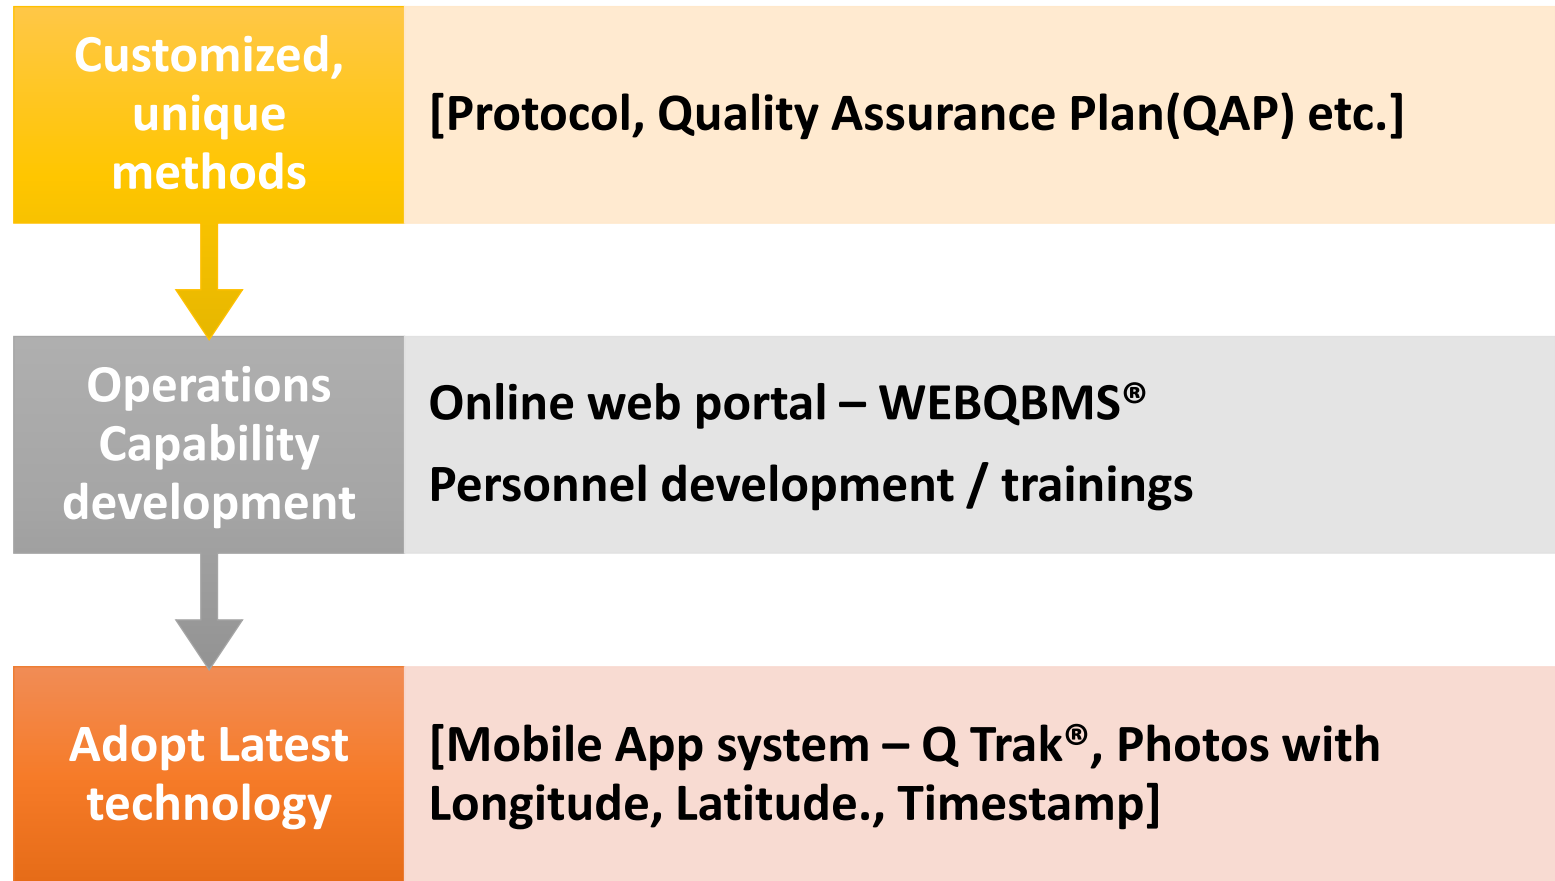 Customized,
unique
methods
[Protocol, Quality Assurance Plan(QAP) etc.]
Operations
Capability
development
Online web portal – WEBQBMS®
Personnel development / trainings
Adopt Latest
technology
[Mobile App system – Q Trak®, Photos with
Longitude, Latitude., Timestamp]